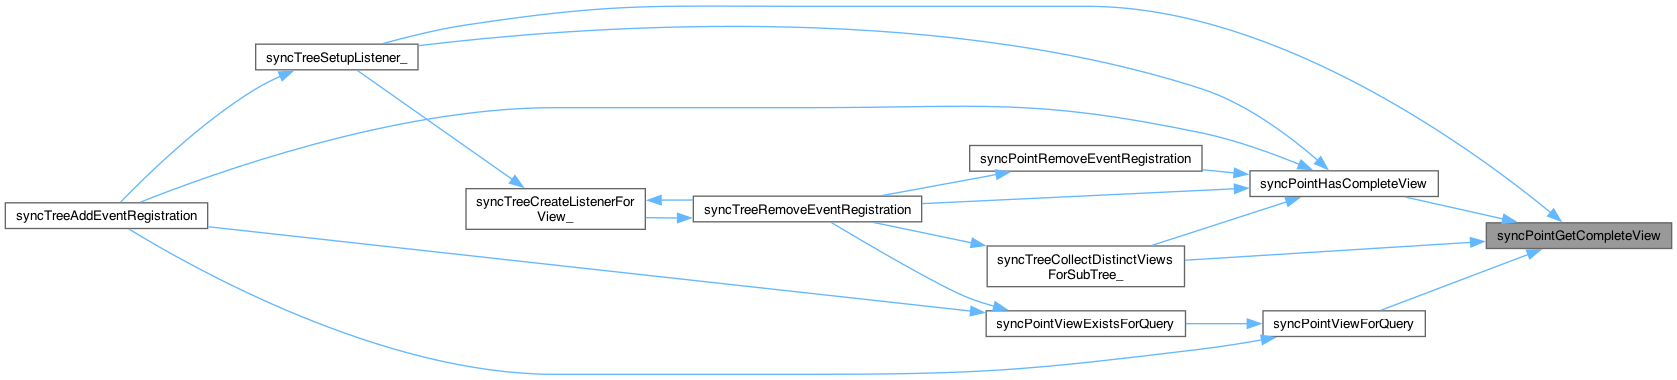 syncTreeSetupListener_
syncPointRemoveEventRegistration
syncPointHasCompleteView
syncTreeCreateListenerFor
View_
syncTreeAddEventRegistration
syncTreeRemoveEventRegistration
syncPointGetCompleteView
syncTreeCollectDistinctViews
ForSubTree_
syncPointViewExistsForQuery
syncPointViewForQuery